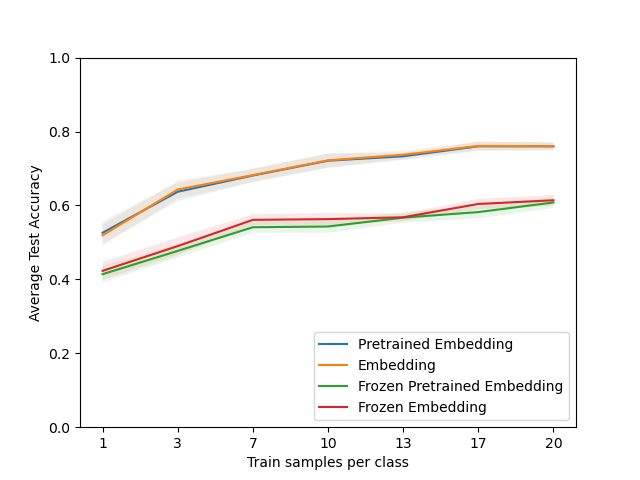 1.0
0.8
0.6
0.4
0.2
0.0
Average Test Accuracy
Pretrained Embedding
Embedding
Frozen Pretrained Embedding
Frozen Embedding
1 3 7 10 13 17 20
Train samples per class